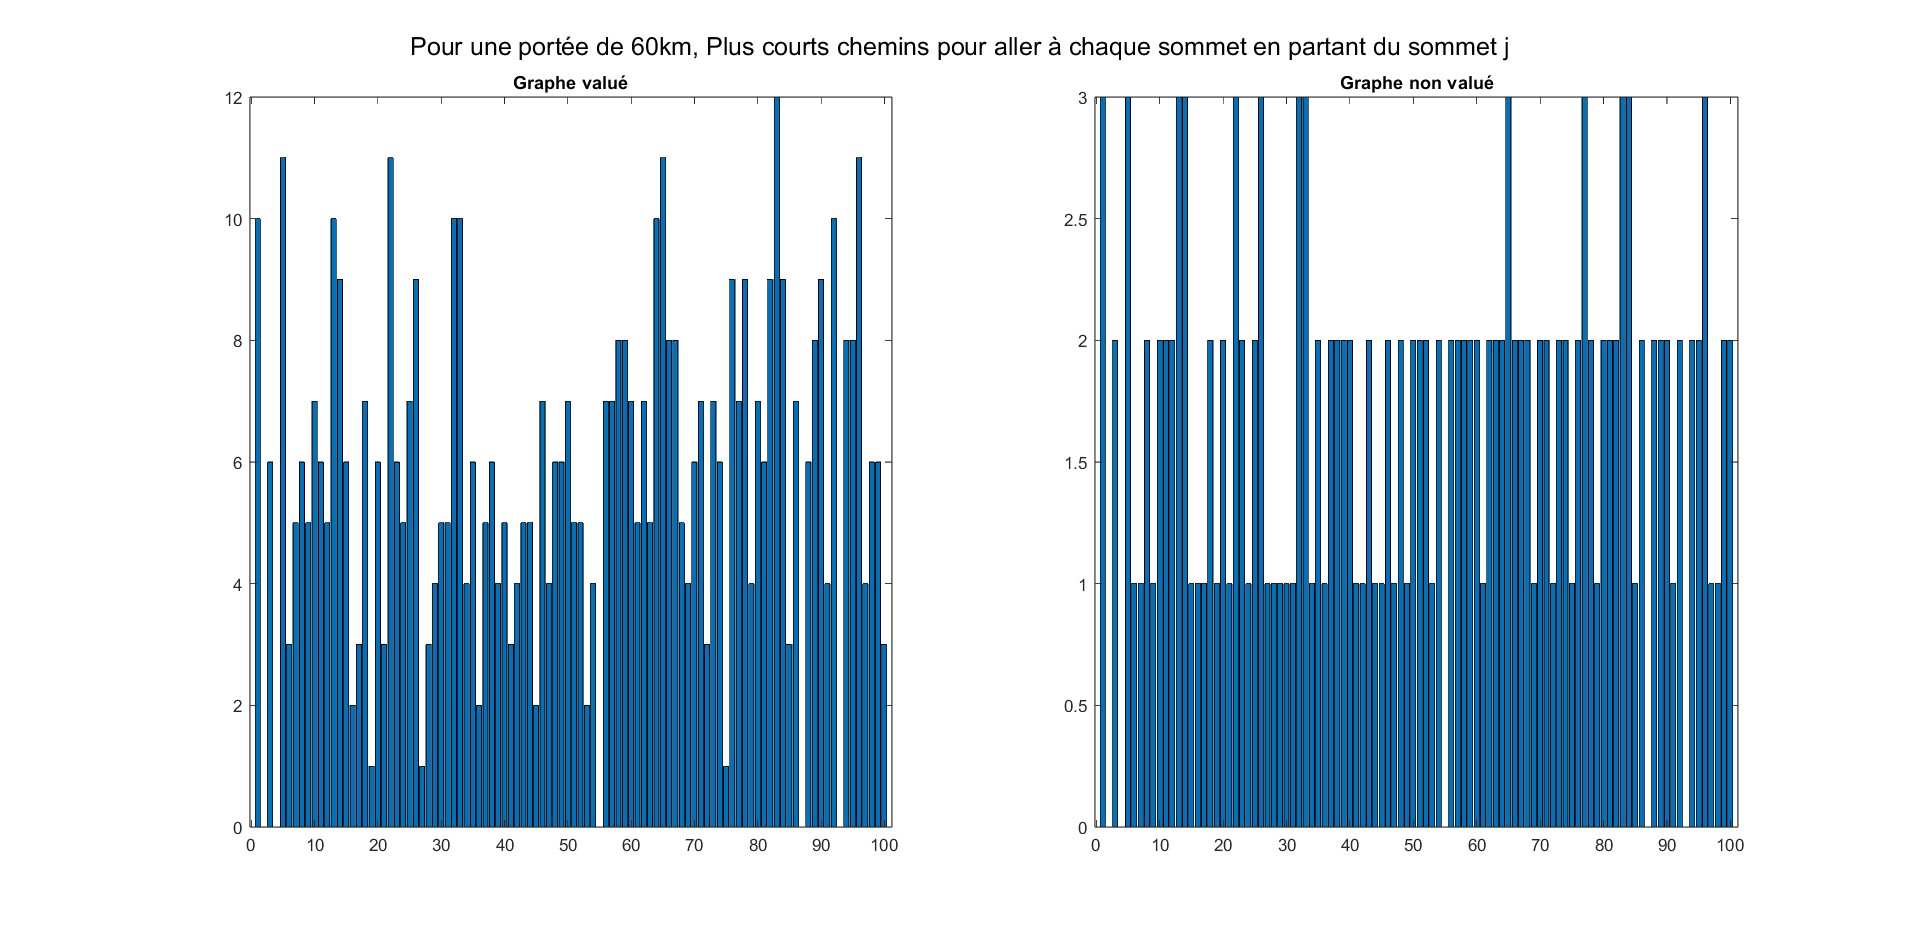 Pour une portée de 60km, Plus courts chemins pour aller à chaque sommet en partant du sommet j
Graphe valué
12
10
8
6
4
2
0
0 10 20 30 40 50 60 70 80 90 100
Graphe non valué
3
2.5
2
1.5
1
0.5
0
0 10 20 30 40 50 60 70 80 90 100